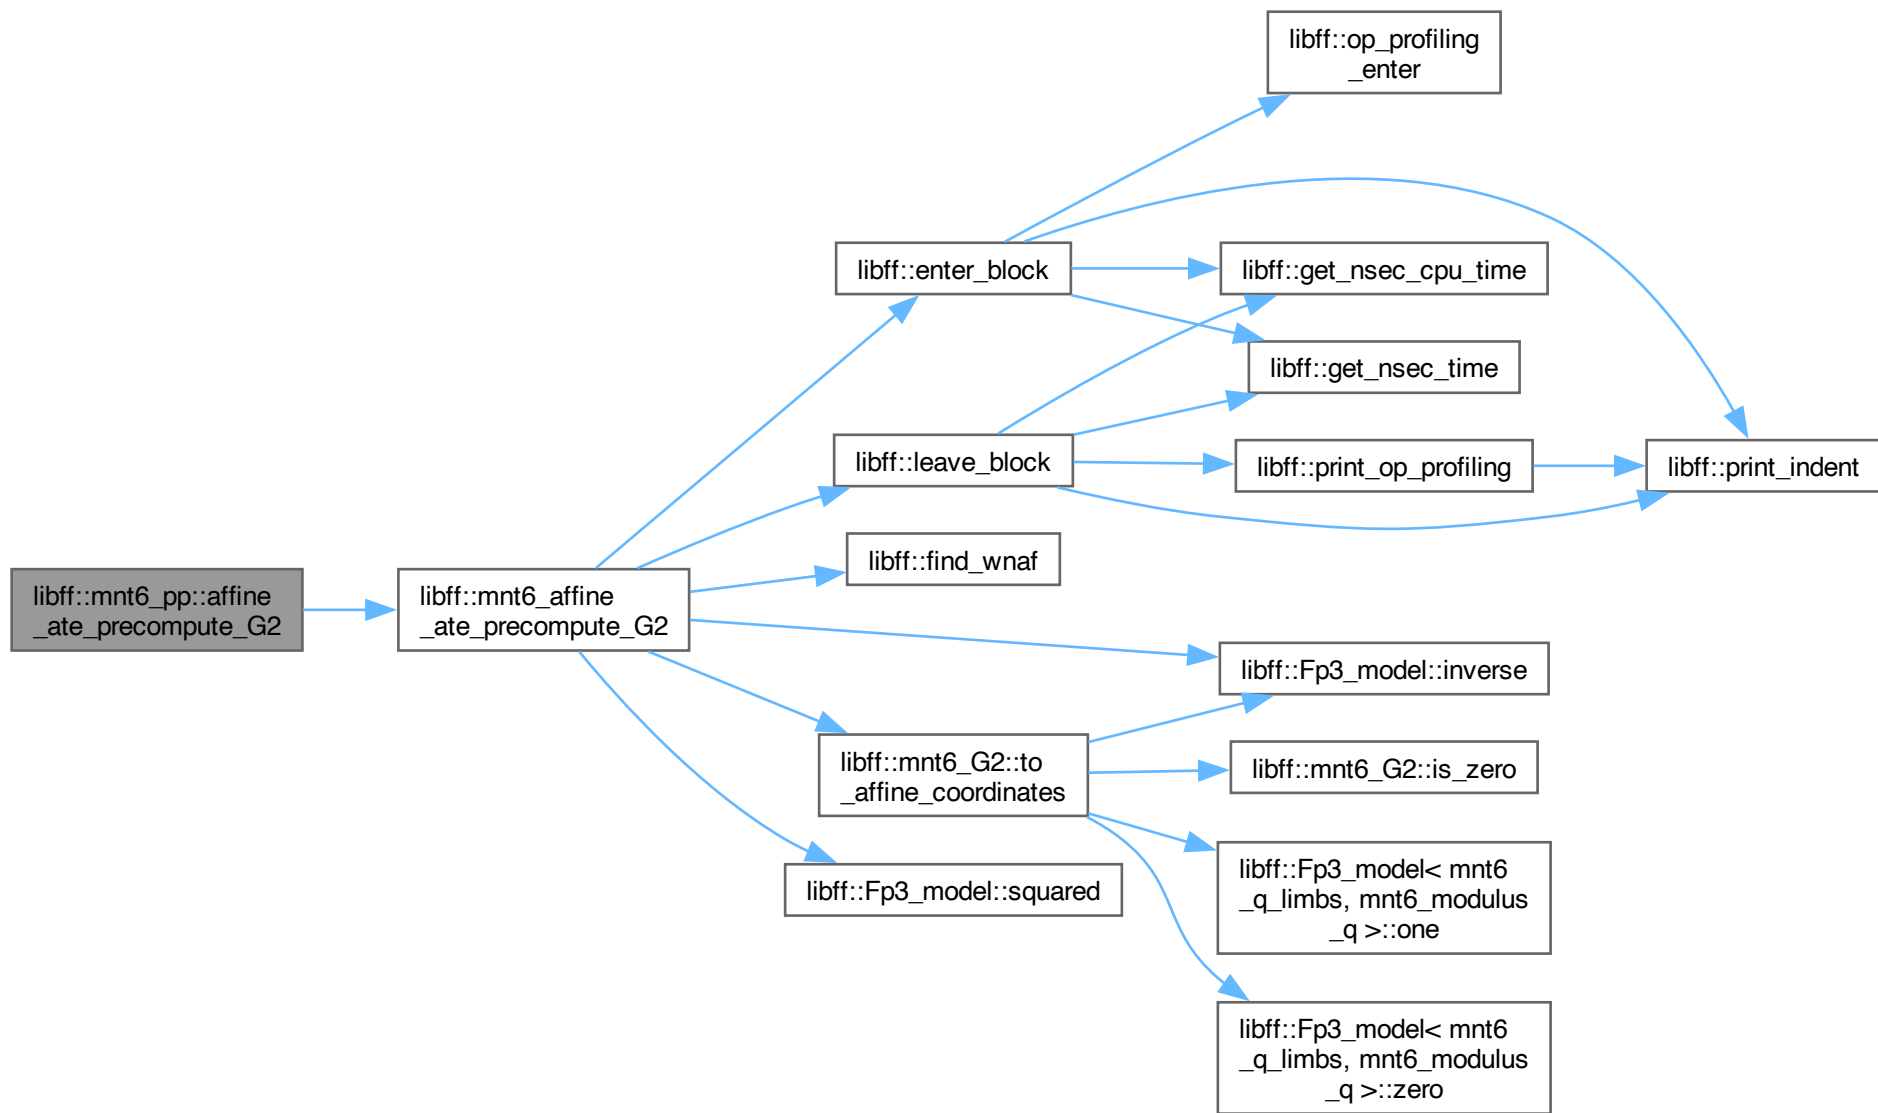 libff::op_profiling
_enter
libff::enter_block
libff::get_nsec_cpu_time
libff::get_nsec_time
libff::leave_block
libff::print_op_profiling
libff::print_indent
libff::find_wnaf
libff::mnt6_pp::affine
_ate_precompute_G2
libff::mnt6_affine
_ate_precompute_G2
libff::Fp3_model::inverse
libff::mnt6_G2::to
_affine_coordinates
libff::mnt6_G2::is_zero
libff::Fp3_model::squared
libff::Fp3_model< mnt6
_q_limbs, mnt6_modulus
_q >::one
libff::Fp3_model< mnt6
_q_limbs, mnt6_modulus
_q >::zero